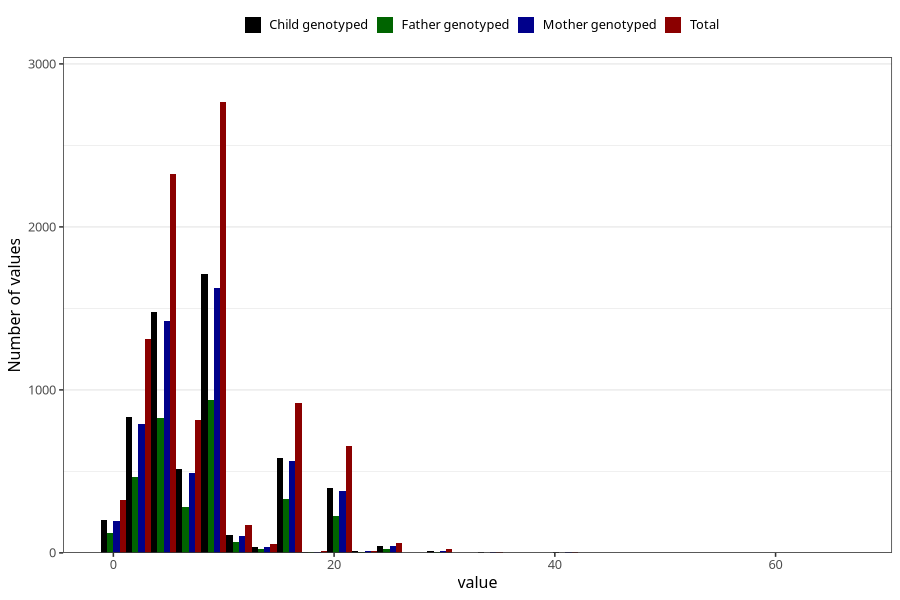 Child genotyped Father genotyped Mother genotyped Total
3000
2000
1000
0
Number of values
0 20 40 60
value